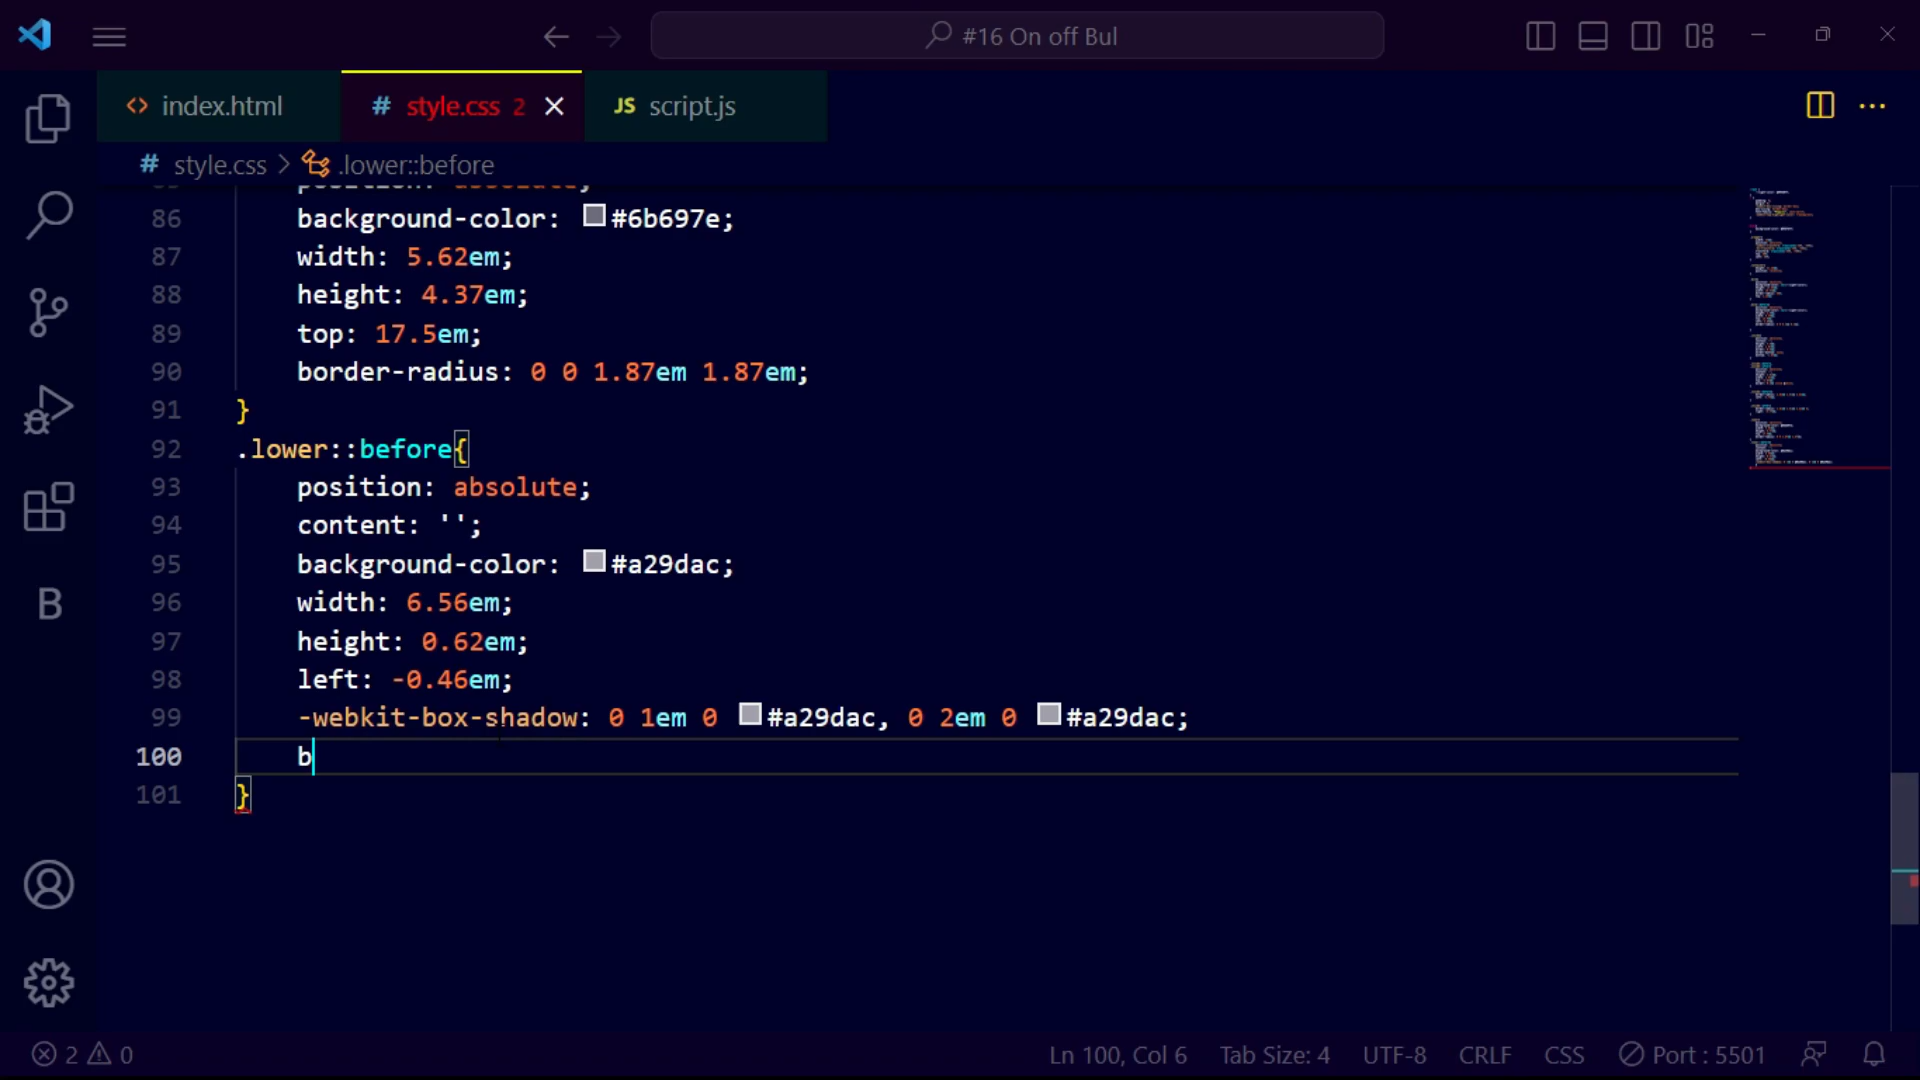 #16 On off Bul
<> index.html
# style.css 2
JS script.js
# style.css > .lower::before
86 background-color: #6b697e;
87 width: 5.62em;
88 height: 4.37em;
89 top: 17.5em;
90 border-radius: 0 0 1.87em 1.87em;
91 }
92 .lower::before{
93 position: absolute;
94 content: '';
95 background-color: #a29dac;
96 width: 6.56em;
97 height: 0.62em;
98 left: -0.46em;
99 -webkit-box-shadow: 0 1em 0 #a29dac, 0 2em 0 #a29dac;
100 b
101 }
B
2 0
Ln 100, Col 6 Tab Size: 4 UTF-8 CRLF CSS Port : 5501